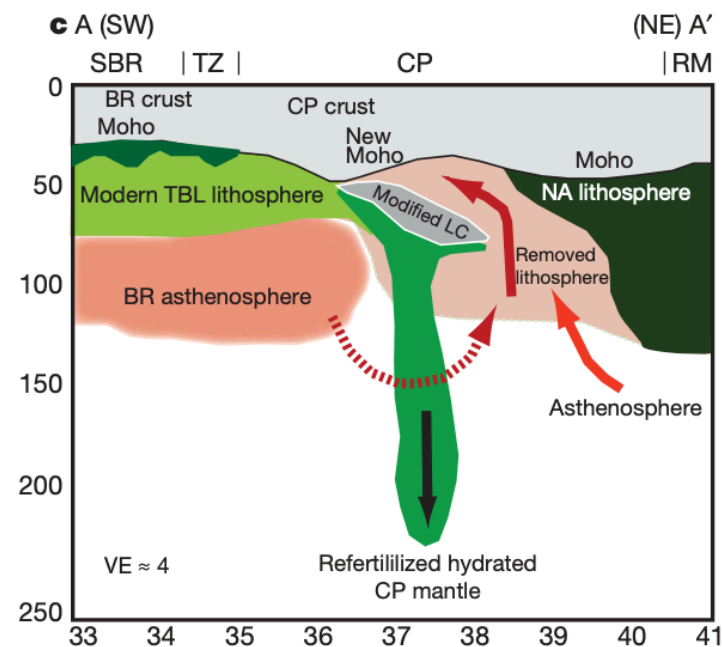 c A (SW)
(NE) A′
SBR
TZ
CP
RM
0
BR crust
CP crust
Moho
New
Moho
Moho
50
Modern TBL lithosphere
Modified LC
NA lithosphere
Removed
lithosphere
100
BR asthenosphere
150
Asthenosphere
200
VE ≈ 4
Refertililized hydrated
CP mantle
250
33
34
35
36
37
38
39
40
41